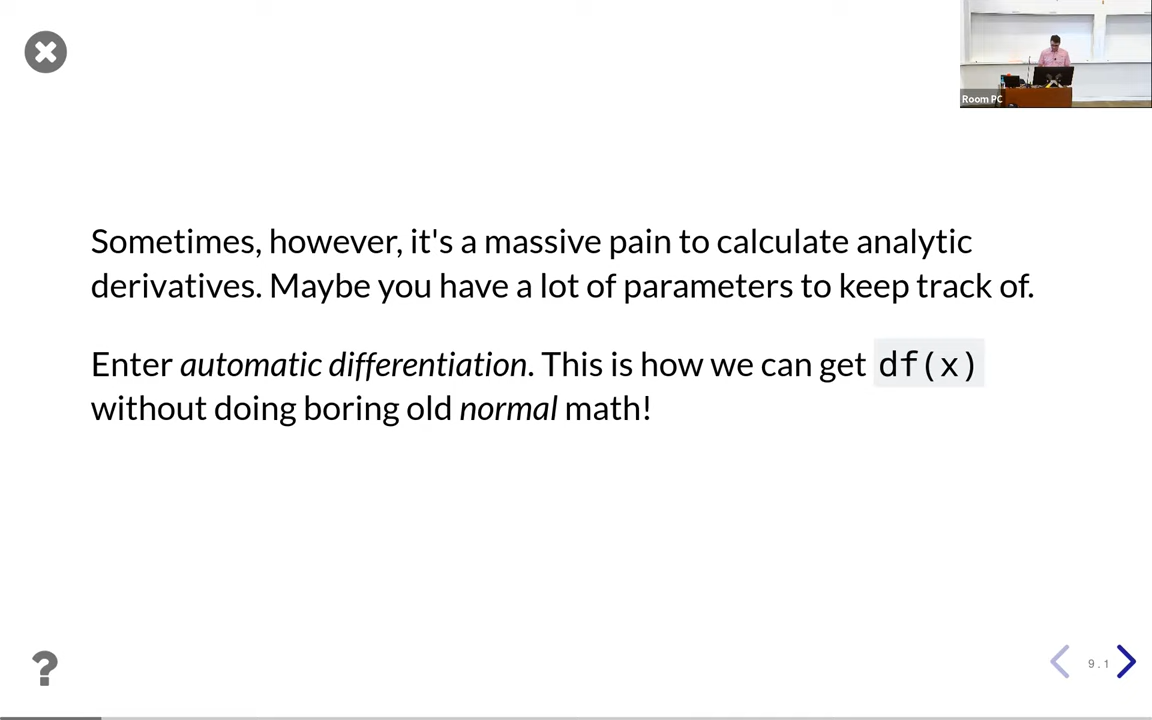 Room PC
Sometimes, however, it's a massive pain to calculate analytic
derivatives. Maybe you have a lot of parameters to keep track of.
Enter automatic differentiation. This is how we can get df(x)
without doing boring old normal math!
?
9.1